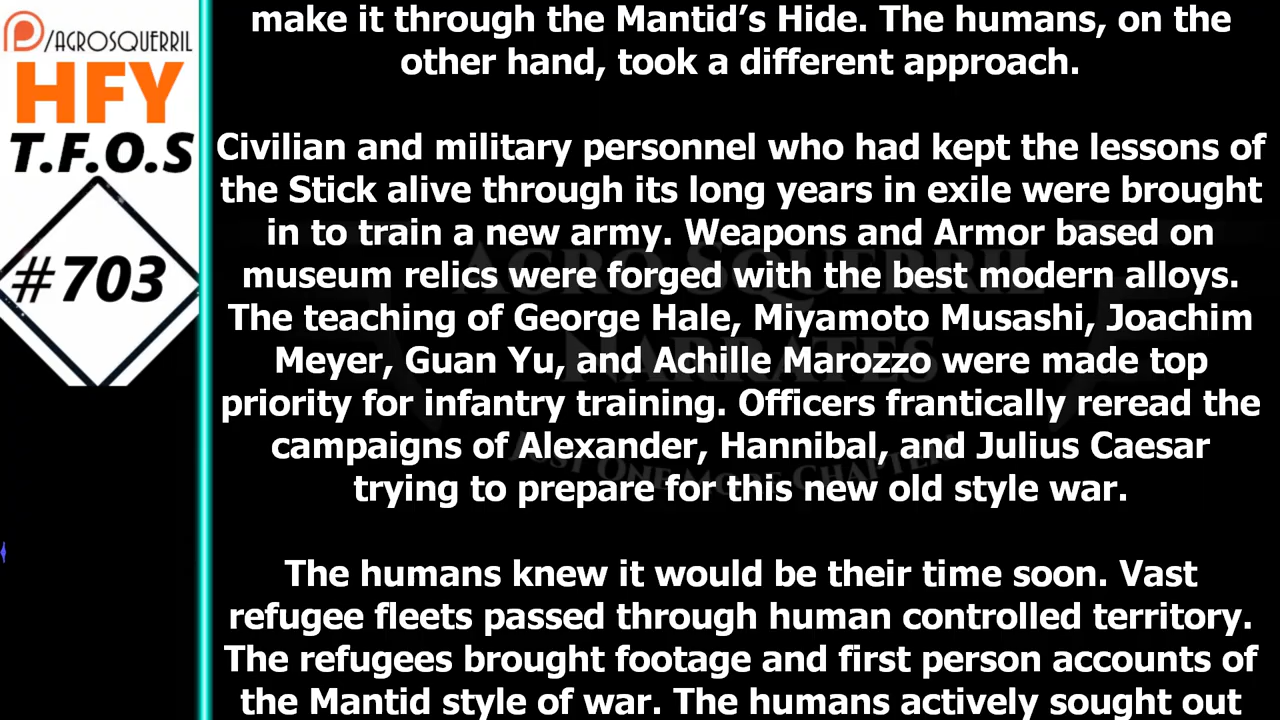 /AGROSQUERRIL
HFY
T.F.O.S
#703
make it through the Mantid’s Hide. The humans, on the
other hand, took a different approach.
Civilian and military personnel who had kept the lessons of
the Stick alive through its long years in exile were brought
in to train a new army. Weapons and Armor based on
museum relics were forged with the best modern alloys.
The teaching of George Hale, Miyamoto Musashi, Joachim
Meyer, Guan Yu, and Achille Marozzo were made top
priority for infantry training. Officers frantically reread the
campaigns of Alexander, Hannibal, and Julius Caesar
trying to prepare for this new old style war.
The humans knew it would be their time soon. Vast
refugee fleets passed through human controlled territory.
The refugees brought footage and first person accounts of
the Mantid style of war. The humans actively sought out
AGRO SQUERRIL
NARRATES
JUST ONE MORE CHAPTER